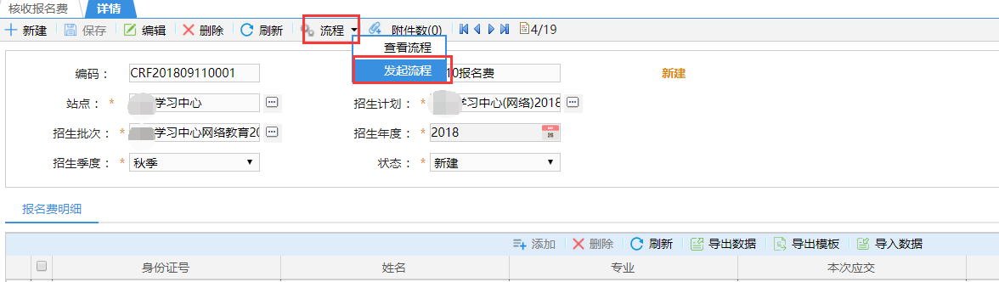 核收报名费 详情
新建 保存 编辑 删除 刷新 流程 附件数(0) 4/19
查看流程
发起流程
编码： CRF201809110001 10报名费 新建
站点： * 学习中心 招生计划： * 学习中心(网络)2018
招生批次： * 学习中心网络教育20 招生年度： * 2018
招生季度： * 秋季 状态： * 新建
报名费明细
添加 删除 刷新 导出数据 导出模板 导入数据
身份证号 姓名 专业 本次应交